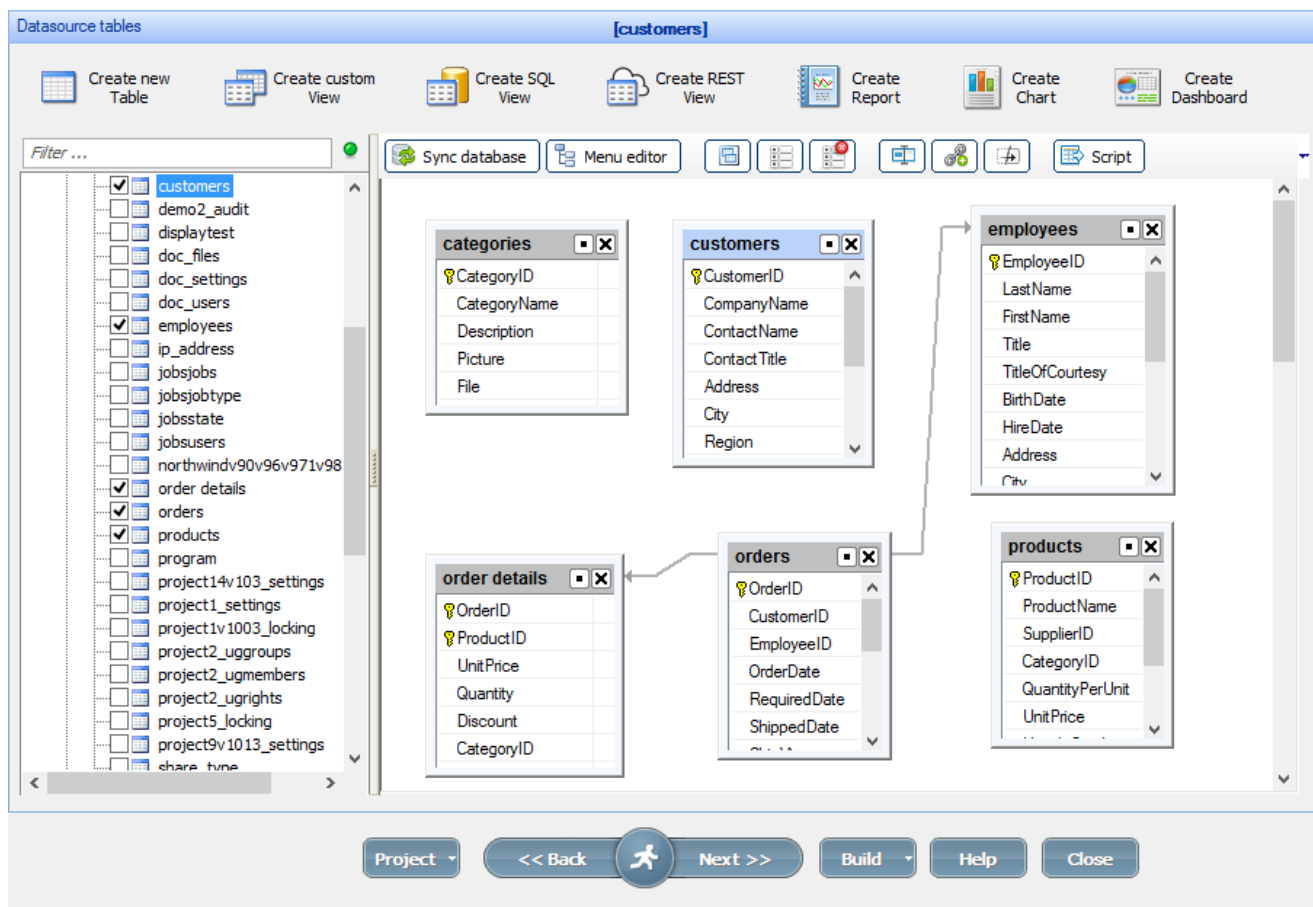 Datasource tables
[customers]
Create new
Table
Create custom
View
Create SQL
View
Create REST
View
Create
Report
Create
Chart
Create
Dashboard
Filter ...
Sync database
Menu editor
Script
customers
demo2_audit
displaytest
doc_files
doc_settings
doc_users
employees
ip_address
jobsjobs
jobsjobtype
jobsstate
jobsusers
northwindv90v96v971v98
order details
orders
products
program
project14v103_settings
project1_settings
project1v1003_locking
project2_uggroups
project2_ugmembers
project2_ugrights
project5_locking
project9v1013_settings
share_type
categories
CategoryID
CategoryName
Description
Picture
File
customers
CustomerID
CompanyName
ContactName
ContactTitle
Address
City
Region
employees
EmployeeID
LastName
FirstName
Title
TitleOfCourtesy
BirthDate
HireDate
Address
City
order details
OrderID
ProductID
UnitPrice
Quantity
Discount
CategoryID
orders
OrderID
CustomerID
EmployeeID
OrderDate
RequiredDate
ShippedDate
products
ProductID
ProductName
SupplierID
CategoryID
QuantityPerUnit
UnitPrice
Project
<< Back
Next >>
Build
Help
Close